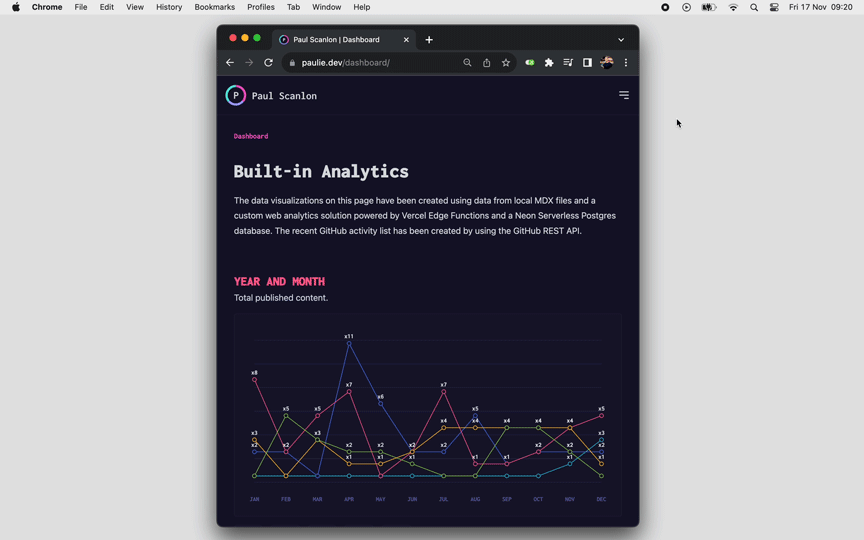 Chrome File Edit View History Bookmarks Profiles Tab Window Help Fri 17 Nov 09:20
P Paul Scanlon | Dashboard
paulie.dev/dashboard/
P Paul Scanlon
Dashboard
Built-in Analytics
The data visualizations on this page have been created using data from local MDX files and a
custom web analytics solution powered by Vercel Edge Functions and a Neon Serverless Postgres
database. The recent GitHub activity list has been created by using the GitHub REST API.
YEAR AND MONTH
Total published content.
x11
x8 x7 x7
x6
x5 x5 x5 x5
x4 x4 x4 x4
x3 x3 x3
x2 x2 x2 x2 x2 x2 x2 x2 x2
x1 x1 x1 x1 x1 x1 x1
JAN FEB MAR APR MAY JUN JUL AUG SEP OCT NOV DEC